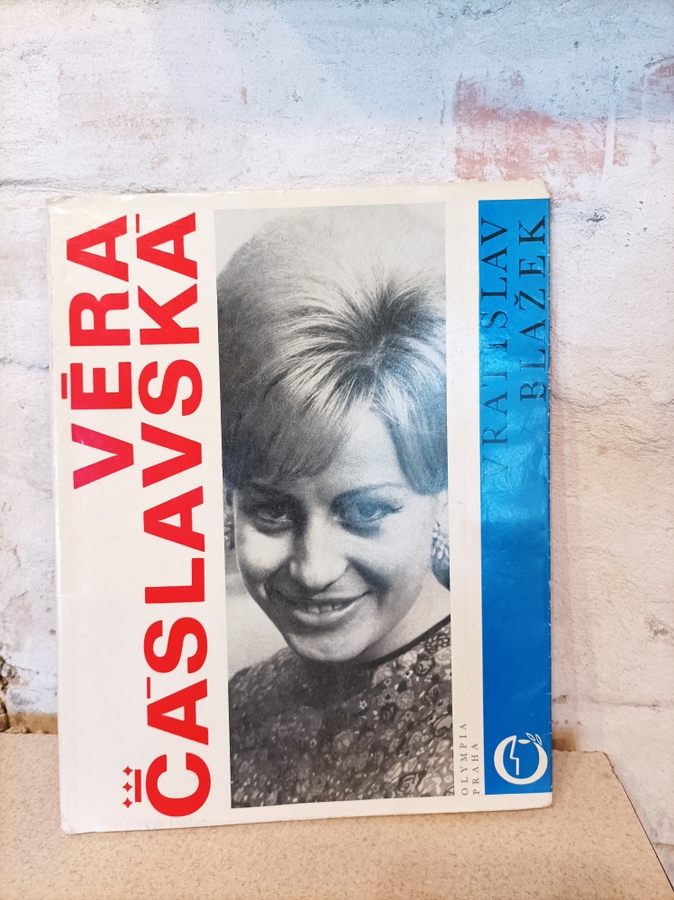 VĚRA
ČÁSLAVSKÁ
VRATISLAV
BLAŽEK
OLYMPIA
PRAHA